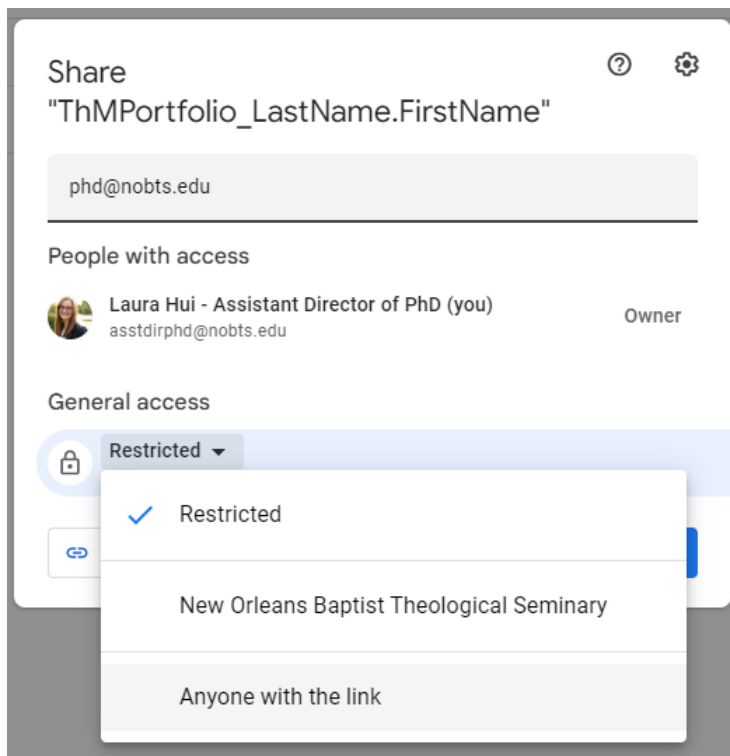 Share
"ThMPortfolio_LastName.FirstName"
phd@nobts.edu
People with access
Laura Hui - Assistant Director of PhD (you)
asstdirphd@nobts.edu
Owner
General access
Restricted
Restricted
New Orleans Baptist Theological Seminary
Anyone with the link